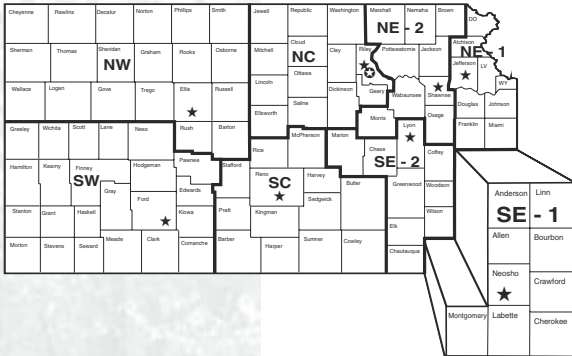 Cheyenne Rawlins Decatur Norton Phillips Smith Jewell Republic Washington Marshall Nemaha Brown DO
NE - 2
Atchison
NE - 1
Sherman Thomas Sheridan Graham Rooks Osborne Mitchell Cloud Clay Riley Pottawatomie Jackson Jefferson LV
NW
NC
WY
Ottawa
Wallace Logan Gove Trego Ellis Russell Lincoln Dickinson Geary Wabaunsee Shawnee Douglas Johnson
Saline
Ellsworth Morris Osage Franklin Miami
Greeley Wichita Scott Lane Ness Rush Barton McPherson Marion Lyon
Rice Chase Coffey
SE - 2
Hamilton Kearny Finney Hodgeman Pawnee Stafford Reno Harvey Butler Greenwood Woodson
SW
SC
Gray Edwards Sedgwick
Ford
Stanton Grant Haskell Kiowa Pratt Kingman Wilson
Elk
Morton Stevens Seward Meade Clark Comanche Barber Harper Sumner Cowley Chautauqua
Anderson Linn
SE - 1
Allen Bourbon
Neosho
Crawford
Montgomery Labette
Cherokee